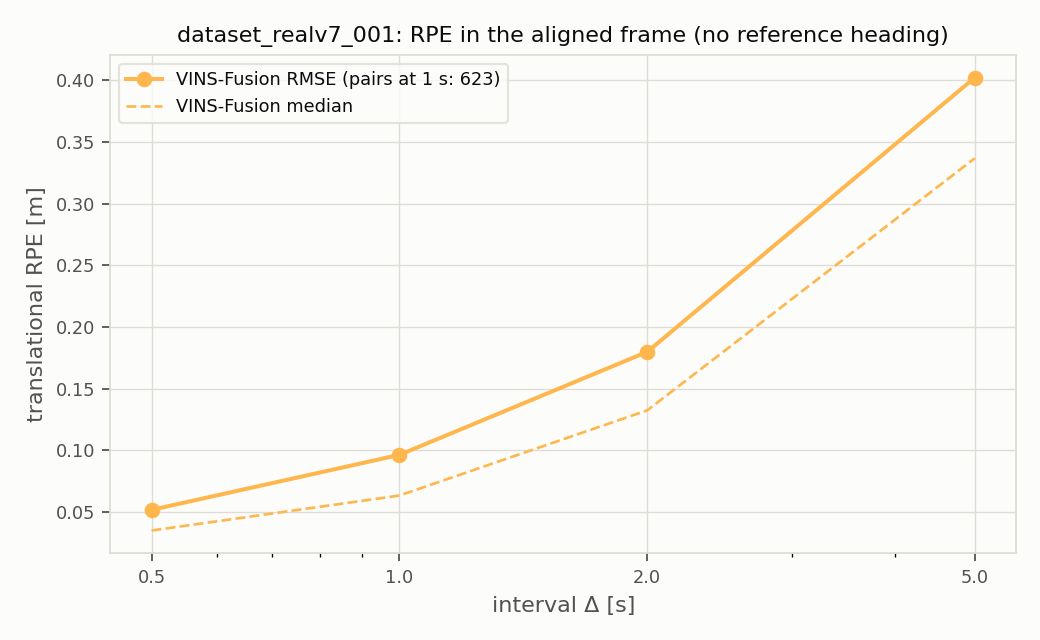 dataset_realv7_001: RPE in the aligned frame (no reference heading)
VINS-Fusion RMSE (pairs at 1 s: 623)
VINS-Fusion median
translational RPE [m]
0.40
0.35
0.30
0.25
0.20
0.15
0.10
0.05
0.5
1.0
2.0
5.0
interval Δ [s]